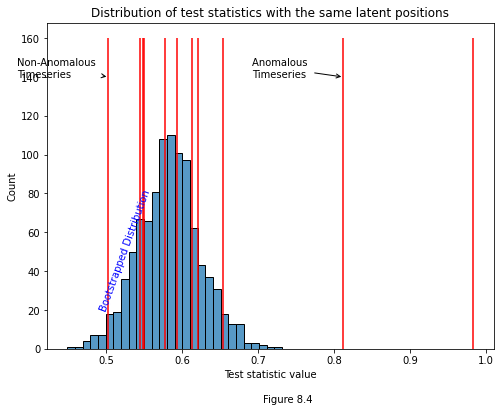 Distribution of test statistics with the same latent positions
160
Non-Anomalous
Timeseries
Anomalous
Timeseries
140
120
100
80
60
40
20
0
Count
Bootstrapped Distribution
0.5 0.6 0.7 0.8 0.9 1.0
Test statistic value
Figure 8.4